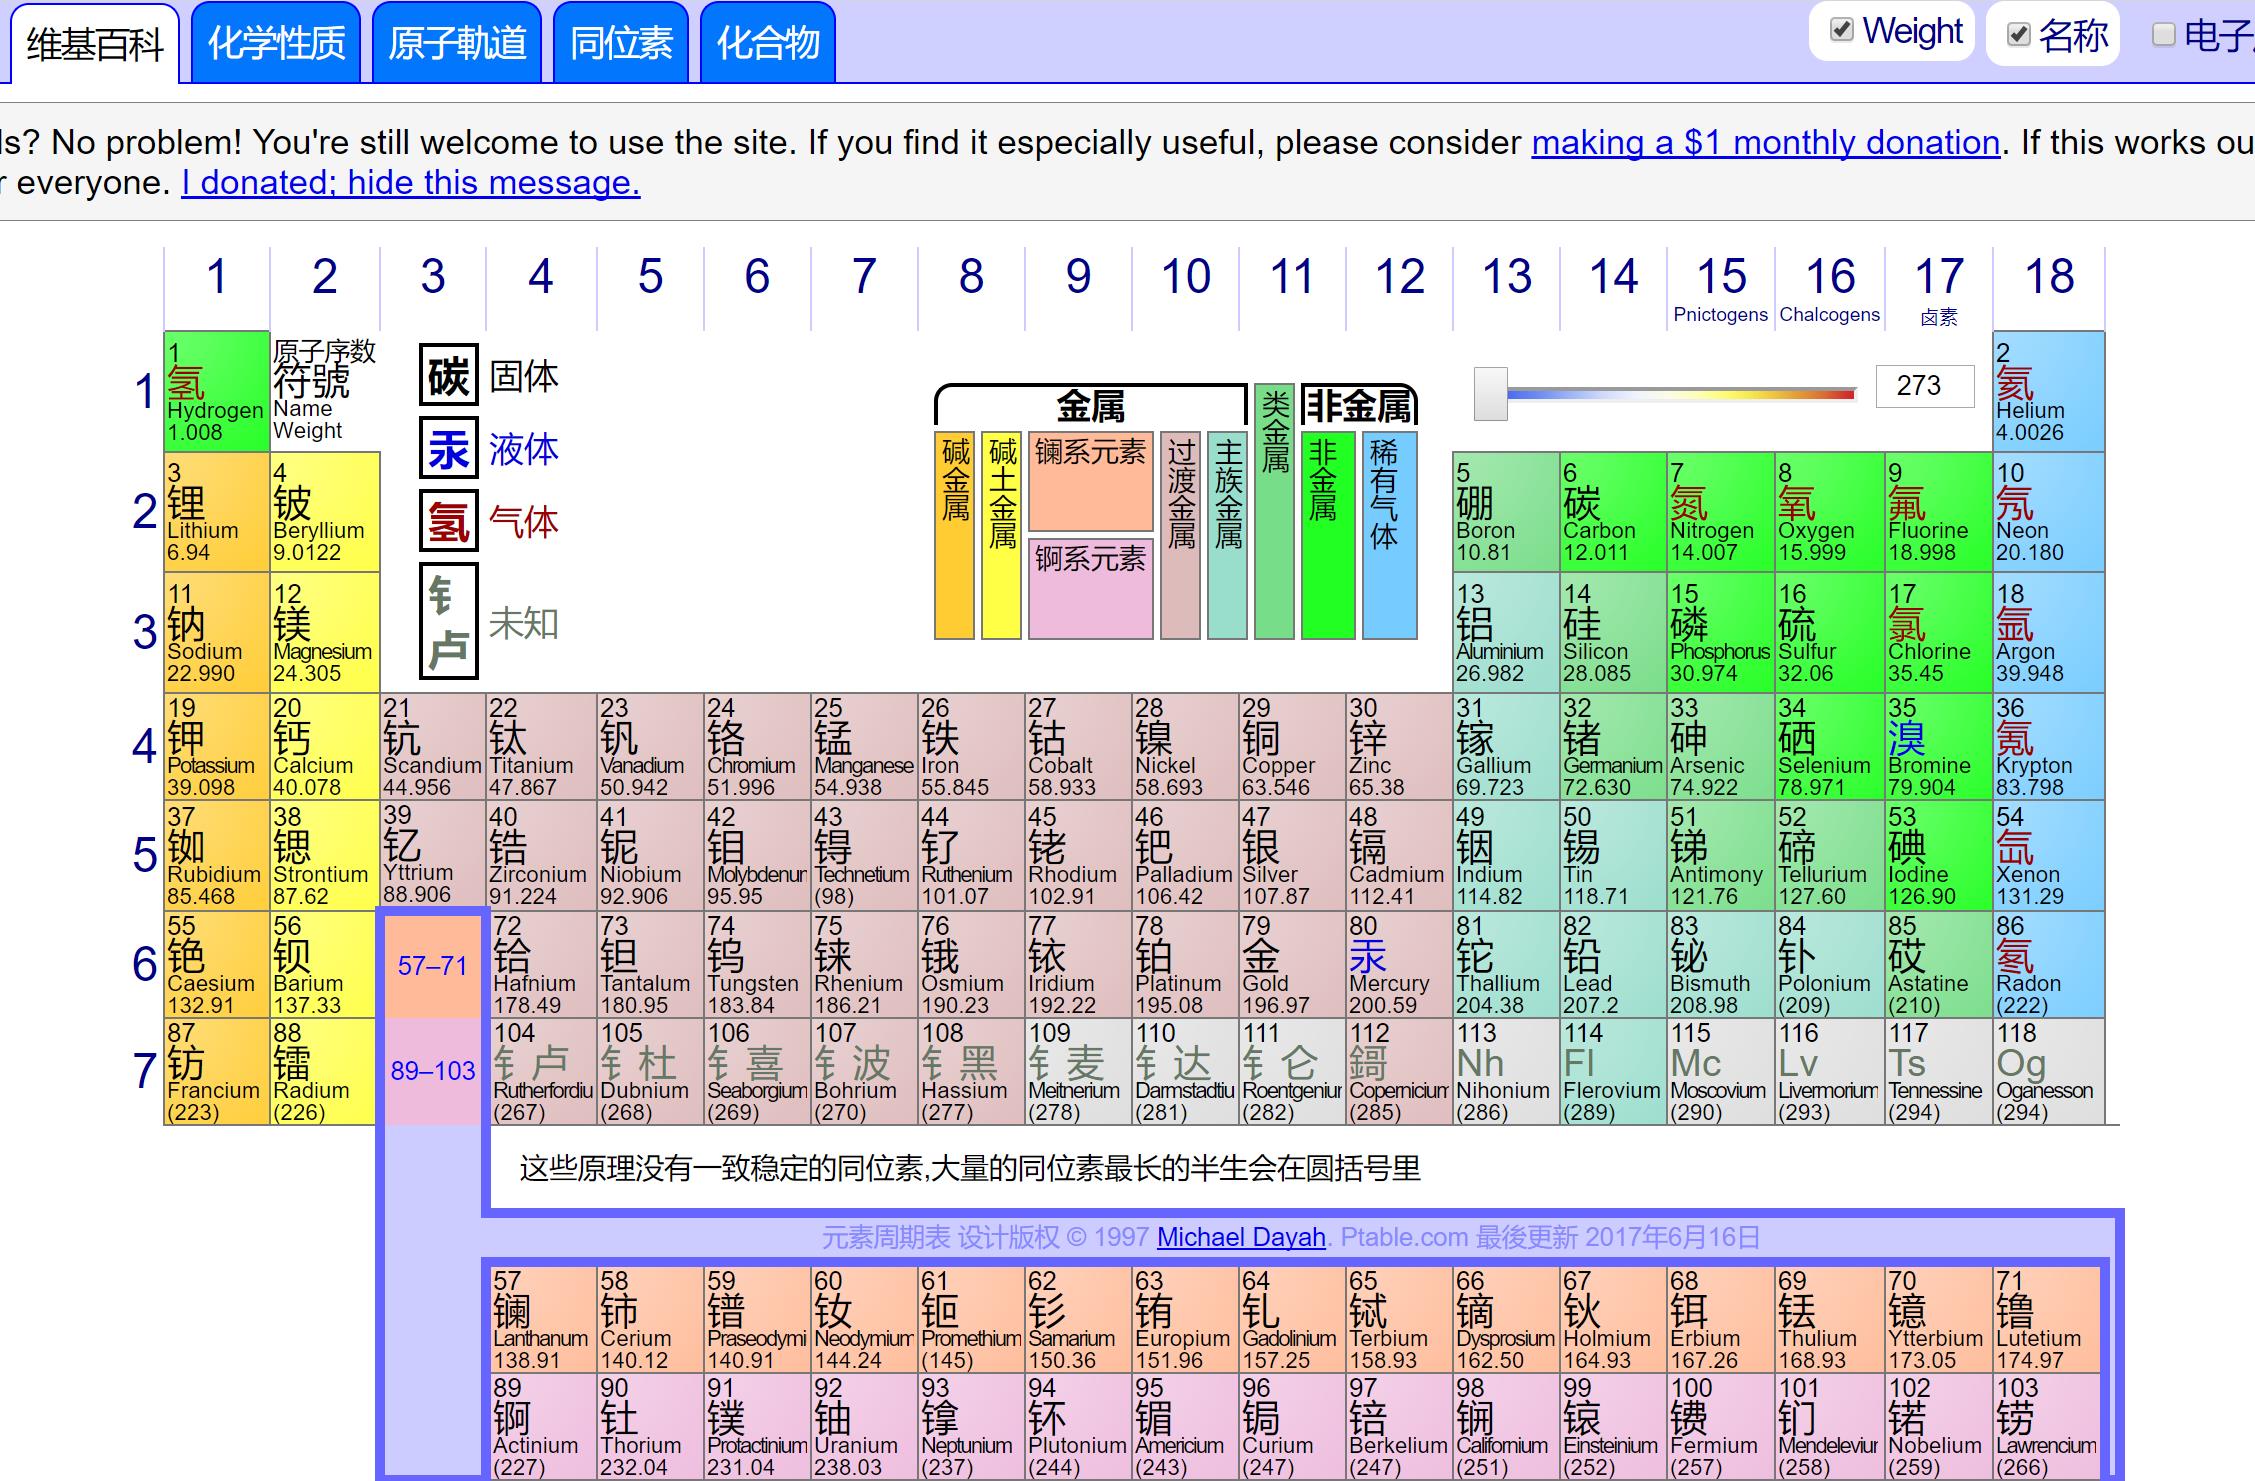 维基百科 化学性质 原子軌道 同位素 化合物 Weight 名称 电子
ls? No problem! You're still welcome to use the site. If you find it especially useful, please consider making a $1 monthly donation. If this works ou
r everyone. I donated; hide this message.
1 2 3 4 5 6 7 8 9 10 11 12 13 14 15 16 17 18
Pnictogens Chalcogens 卤素
1
1 氢 Hydrogen 1.008
原子序数 符號 Name Weight
碳 固体
汞 液体
氢 气体
钅卢 未知
金属 类金属 非金属
碱金属 碱土金属 镧系元素 锕系元素 过渡金属 主族金属 非金属 稀有气体
273
2 氦 Helium 4.0026
2
3 锂 Lithium 6.94
4 铍 Beryllium 9.0122
5 硼 Boron 10.81
6 碳 Carbon 12.011
7 氮 Nitrogen 14.007
8 氧 Oxygen 15.999
9 氟 Fluorine 18.998
10 氖 Neon 20.180
3
11 钠 Sodium 22.990
12 镁 Magnesium 24.305
13 铝 Aluminium 26.982
14 硅 Silicon 28.085
15 磷 Phosphorus 30.974
16 硫 Sulfur 32.06
17 氯 Chlorine 35.45
18 氩 Argon 39.948
4
19 钾 Potassium 39.098
20 钙 Calcium 40.078
21 钪 Scandium 44.956
22 钛 Titanium 47.867
23 钒 Vanadium 50.942
24 铬 Chromium 51.996
25 锰 Manganese 54.938
26 铁 Iron 55.845
27 钴 Cobalt 58.933
28 镍 Nickel 58.693
29 铜 Copper 63.546
30 锌 Zinc 65.38
31 镓 Gallium 69.723
32 锗 Germanium 72.630
33 砷 Arsenic 74.922
34 硒 Selenium 78.971
35 溴 Bromine 79.904
36 氪 Krypton 83.798
5
37 铷 Rubidium 85.468
38 锶 Strontium 87.62
39 钇 Yttrium 88.906
40 锆 Zirconium 91.224
41 铌 Niobium 92.906
42 钼 Molybdenum 95.95
43 锝 Technetium (98)
44 钌 Ruthenium 101.07
45 铑 Rhodium 102.91
46 钯 Palladium 106.42
47 银 Silver 107.87
48 镉 Cadmium 112.41
49 铟 Indium 114.82
50 锡 Tin 118.71
51 锑 Antimony 121.76
52 碲 Tellurium 127.60
53 碘 Iodine 126.90
54 氙 Xenon 131.29
6
55 铯 Caesium 132.91
56 钡 Barium 137.33
57–71
72 铪 Hafnium 178.49
73 钽 Tantalum 180.95
74 钨 Tungsten 183.84
75 铼 Rhenium 186.21
76 锇 Osmium 190.23
77 铱 Iridium 192.22
78 铂 Platinum 195.08
79 金 Gold 196.97
80 汞 Mercury 200.59
81 铊 Thallium 204.38
82 铅 Lead 207.2
83 铋 Bismuth 208.98
84 钋 Polonium (209)
85 砹 Astatine (210)
86 氡 Radon (222)
7
87 钫 Francium (223)
88 镭 Radium (226)
89–103
104 钅卢 Rutherfordiu (267)
105 钅杜 Dubnium (268)
106 钅喜 Seaborgium (269)
107 钅波 Bohrium (270)
108 钅黑 Hassium (277)
109 钅麦 Meitnerium (278)
110 钅达 Darmstadtiu (281)
111 钅仑 Roentgeniur (282)
112 鎶 Copernicium (285)
113 Nh Nihonium (286)
114 Fl Flerovium (289)
115 Mc Moscovium (290)
116 Lv Livermorium (293)
117 Ts Tennessine (294)
118 Og Oganesson (294)
这些原理没有一致稳定的同位素,大量的同位素最长的半生会在圆括号里
元素周期表 设计版权 © 1997 Michael Dayah. Ptable.com 最後更新 2017年6月16日
57 镧 Lanthanum 138.91
58 铈 Cerium 140.12
59 镨 Praseodymi 140.91
60 钕 Neodymium 144.24
61 钷 Promethium (145)
62 钐 Samarium 150.36
63 铕 Europium 151.96
64 钆 Gadolinium 157.25
65 铽 Terbium 158.93
66 镝 Dysprosium 162.50
67 钬 Holmium 164.93
68 铒 Erbium 167.26
69 铥 Thulium 168.93
70 镱 Ytterbium 173.05
71 镥 Lutetium 174.97
89 锕 Actinium (227)
90 钍 Thorium 232.04
91 镤 Protactinium 231.04
92 铀 Uranium 238.03
93 镎 Neptunium (237)
94 钚 Plutonium (244)
95 镅 Americium (243)
96 锔 Curium (247)
97 锫 Berkelium (247)
98 锎 Californium (251)
99 锿 Einsteinium (252)
100 镄 Fermium (257)
101 钔 Mendeleviur (258)
102 锘 Nobelium (259)
103 铹 Lawrencium (266)